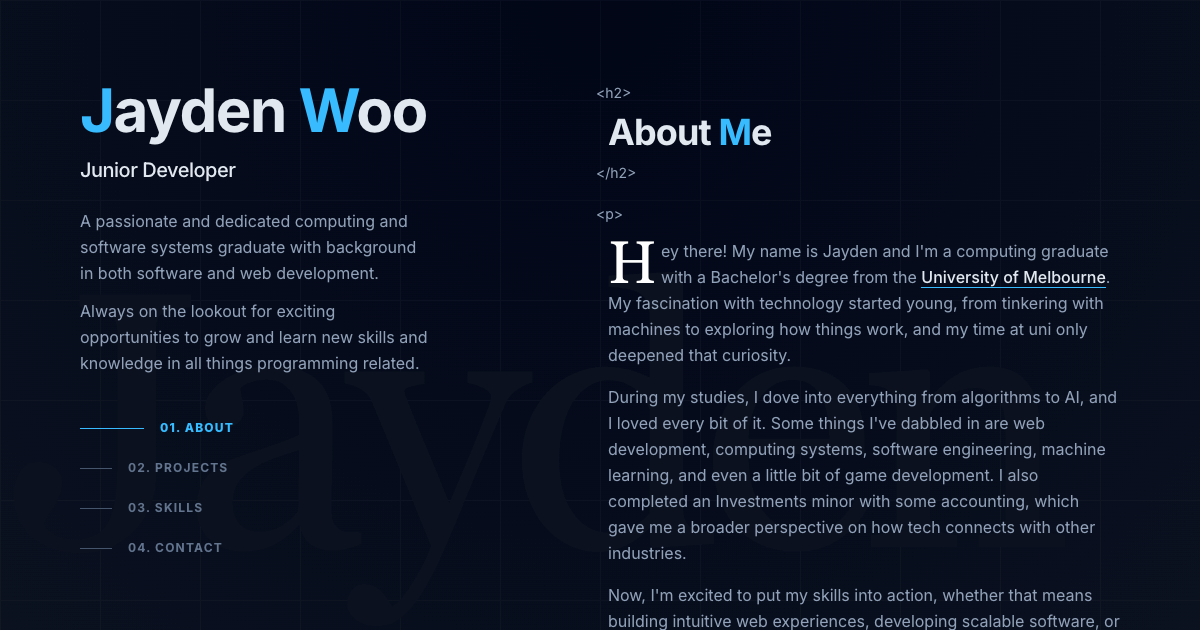 Jayden Woo
Junior Developer
A passionate and dedicated computing and
software systems graduate with background
in both software and web development.
Always on the lookout for exciting
opportunities to grow and learn new skills and
knowledge in all things programming related.
01. ABOUT
02. PROJECTS
03. SKILLS
04. CONTACT
<h2>
About Me
</h2>
<p>
Hey there! My name is Jayden and I'm a computing graduate
with a Bachelor's degree from the University of Melbourne.
My fascination with technology started young, from tinkering with
machines to exploring how things work, and my time at uni only
deepened that curiosity.
During my studies, I dove into everything from algorithms to AI, and
I loved every bit of it. Some things I've dabbled in are web
development, computing systems, software engineering, machine
learning, and even a little bit of game development. I also
completed an Investments minor with some accounting, which
gave me a broader perspective on how tech connects with other
industries.
Now, I'm excited to put my skills into action, whether that means
building intuitive web experiences, developing scalable software, or
Jayden